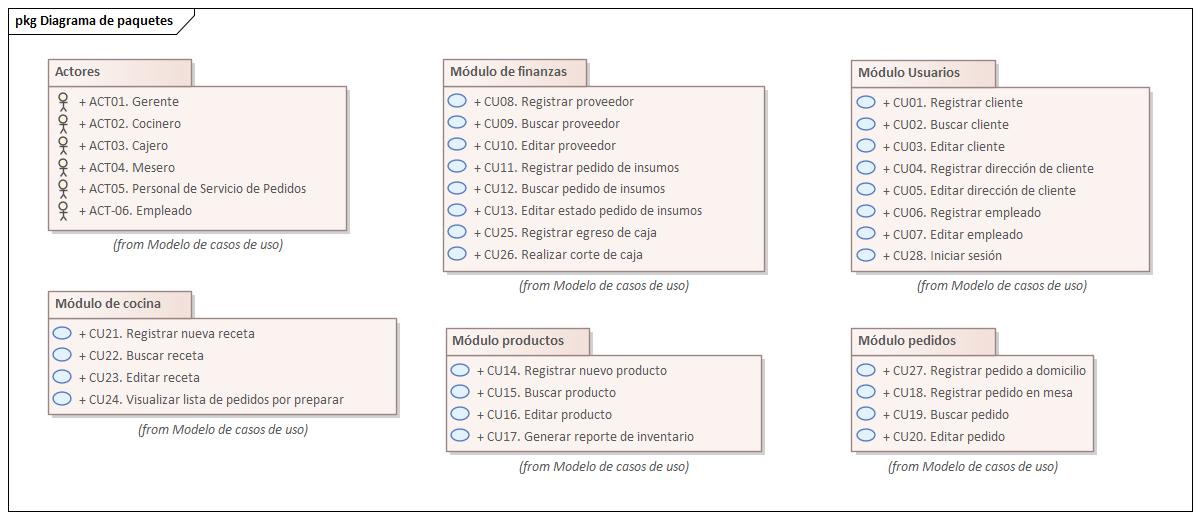 pkg Diagrama de paquetes
Actores
+ ACT01. Gerente
+ ACT02. Cocinero
+ ACT03. Cajero
+ ACT04. Mesero
+ ACT05. Personal de Servicio de Pedidos
+ ACT-06. Empleado
(from Modelo de casos de uso)
Módulo de finanzas
+ CU08. Registrar proveedor
+ CU09. Buscar proveedor
+ CU10. Editar proveedor
+ CU11. Registrar pedido de insumos
+ CU12. Buscar pedido de insumos
+ CU13. Editar estado pedido de insumos
+ CU25. Registrar egreso de caja
+ CU26. Realizar corte de caja
(from Modelo de casos de uso)
Módulo Usuarios
+ CU01. Registrar cliente
+ CU02. Buscar cliente
+ CU03. Editar cliente
+ CU04. Registrar dirección de cliente
+ CU05. Editar dirección de cliente
+ CU06. Registrar empleado
+ CU07. Editar empleado
+ CU28. Iniciar sesión
(from Modelo de casos de uso)
Módulo de cocina
+ CU21. Registrar nueva receta
+ CU22. Buscar receta
+ CU23. Editar receta
+ CU24. Visualizar lista de pedidos por preparar
(from Modelo de casos de uso)
Módulo productos
+ CU14. Registrar nuevo producto
+ CU15. Buscar producto
+ CU16. Editar producto
+ CU17. Generar reporte de inventario
(from Modelo de casos de uso)
Módulo pedidos
+ CU27. Registrar pedido a domicilio
+ CU18. Registrar pedido en mesa
+ CU19. Buscar pedido
+ CU20. Editar pedido
(from Modelo de casos de uso)